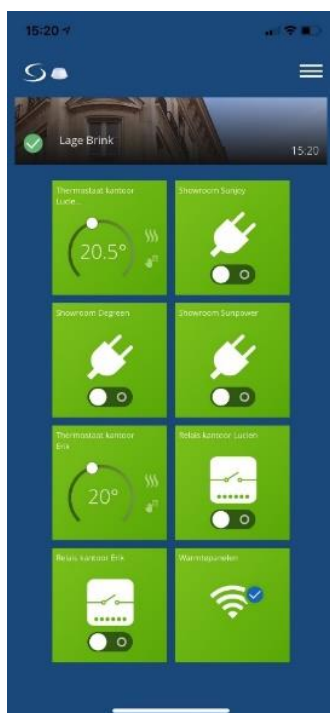 15:20
Lage Brink
15:20
Thermostaat kantoor
Lucie...
Showroom Sunjoy
20.5°
Showroom Degreen
Showroom Sunpower
Thermostaat kantoor
Erik
Relais kantoor Lucien
20°
Relais kantoor Erik
Warmtepanelen